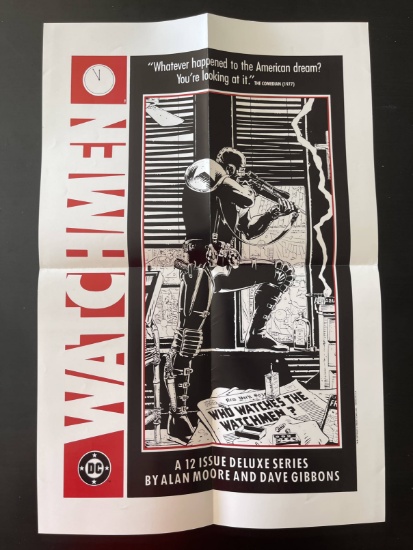 WATCHMEN
"Whatever happened to the American dream?
You're looking at it."
THE COMEDIAN (1977)
WHO WATCHES THE
WATCHMEN?
DC
A 12 ISSUE DELUXE SERIES
BY ALAN MOORE AND DAVE GIBBONS